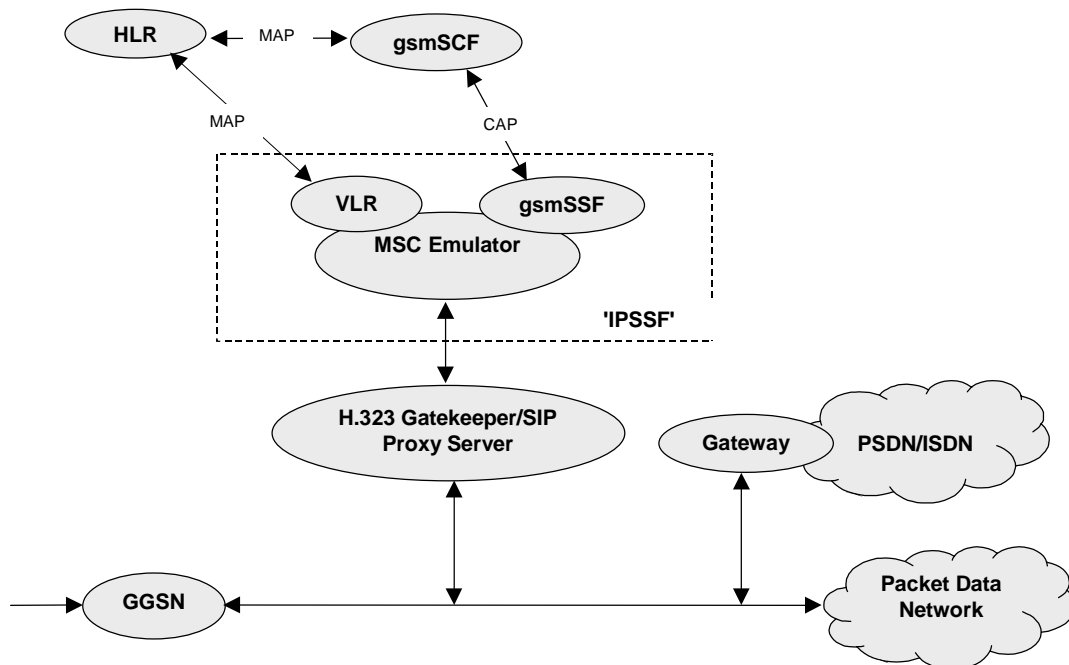 HLR
MAP
gsmSCF
MAP
CAP
VLR
gsmSSF
MSC Emulator
'IPSSF'
H.323 Gatekeeper/SIP
Proxy Server
Gateway
PSDN/ISDN
GGSN
Packet Data
Network